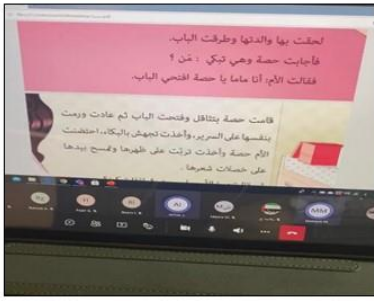 لحقت بها والدتها وطرقت الباب.
فأجابت حصة وهي تبكي : مَن ؟
فقالت الأم: أنا ماما يا حصة افتحي الباب.
قامت حصة بتثاقل وفتحت الباب ثم عادت ورمت
بنفسها على السرير، وأخذت تجهش بالبكاء، احتضنت
الأم حصة وأخذت تربّت على ظهرها وتمسح بيدها
على خصلات شعرها .